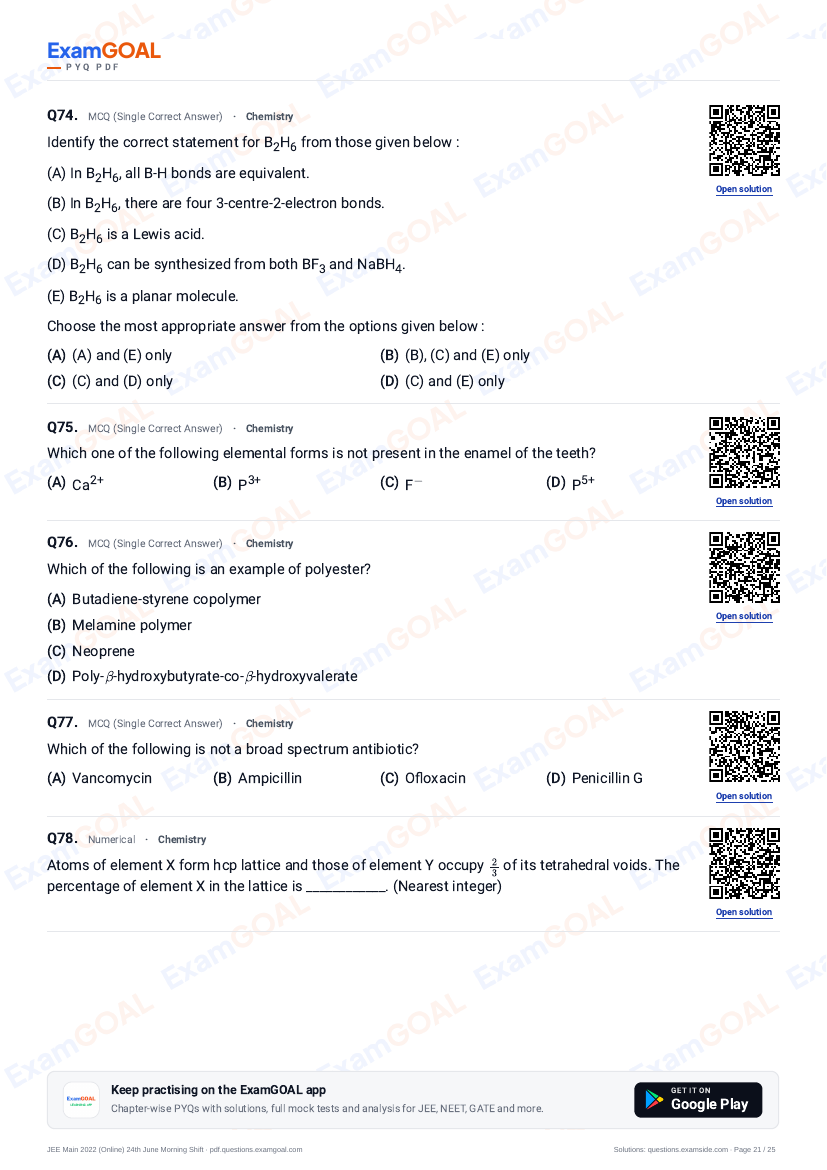 ExamGOAL
PYQ PDF
Q74. MCQ (Single Correct Answer) · Chemistry
Identify the correct statement for B₂H₆ from those given below :
(A) In B₂H₆, all B-H bonds are equivalent.
(B) In B₂H₆, there are four 3-centre-2-electron bonds.
(C) B₂H₆ is a Lewis acid.
(D) B₂H₆ can be synthesized from both BF₃ and NaBH₄.
(E) B₂H₆ is a planar molecule.
Choose the most appropriate answer from the options given below :
(A) (A) and (E) only (B) (B), (C) and (E) only
(C) (C) and (D) only (D) (C) and (E) only
Open solution
Q75. MCQ (Single Correct Answer) · Chemistry
Which one of the following elemental forms is not present in the enamel of the teeth?
(A) Ca²⁺ (B) P³⁺ (C) F⁻ (D) P⁵⁺
Open solution
Q76. MCQ (Single Correct Answer) · Chemistry
Which of the following is an example of polyester?
(A) Butadiene-styrene copolymer
(B) Melamine polymer
(C) Neoprene
(D) Poly-β-hydroxybutyrate-co-β-hydroxyvalerate
Open solution
Q77. MCQ (Single Correct Answer) · Chemistry
Which of the following is not a broad spectrum antibiotic?
(A) Vancomycin (B) Ampicillin (C) Ofloxacin (D) Penicillin G
Open solution
Q78. Numerical · Chemistry
Atoms of element X form hcp lattice and those of element Y occupy 2/3 of its tetrahedral voids. The
percentage of element X in the lattice is ___________. (Nearest integer)
Open solution
Keep practising on the ExamGOAL app
Chapter-wise PYQs with solutions, full mock tests and analysis for JEE, NEET, GATE and more.
GET IT ON
Google Play
JEE Main 2022 (Online) 24th June Morning Shift · pdf.questions.examgoal.com
Solutions: questions.examside.com · Page 21 / 25